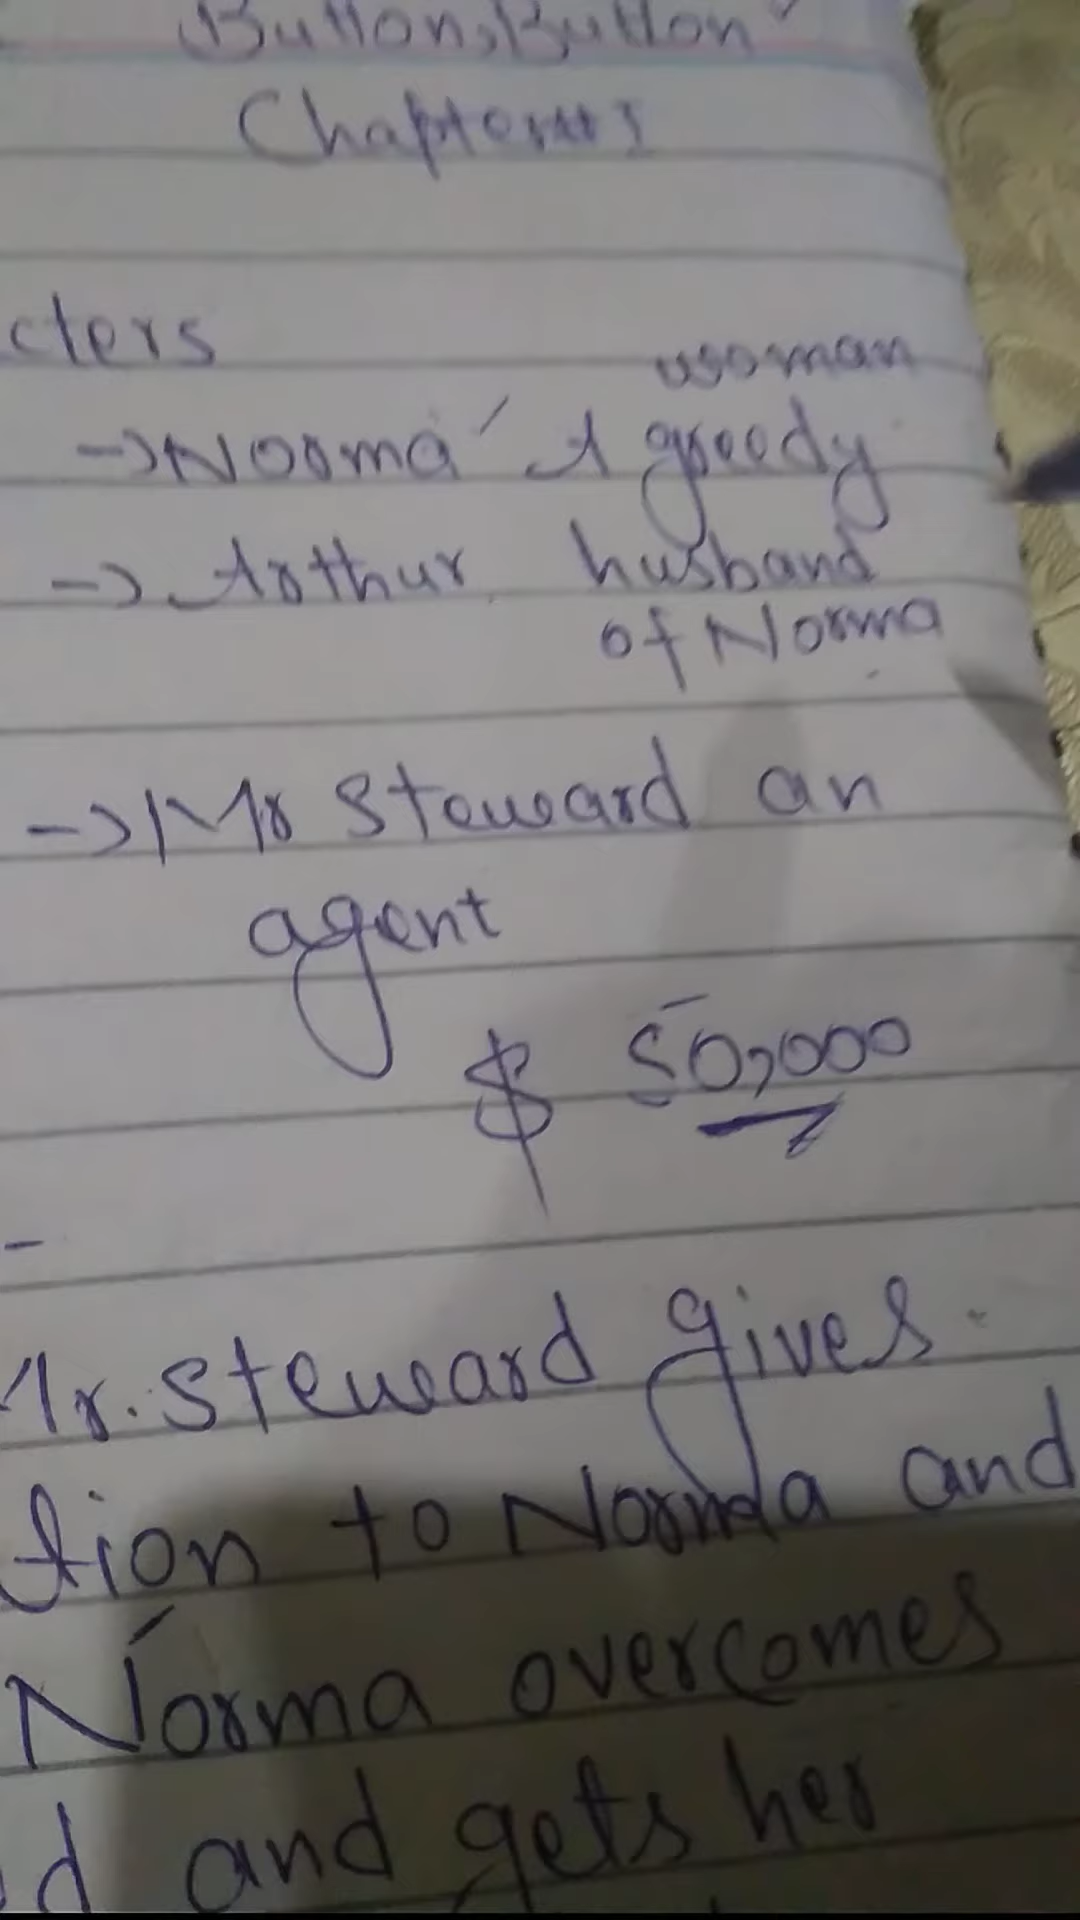 Button, Button
Chapter # 1
cters
woman
→ Norma A greedy
→ Arthur husband
of Norma
→ Mr Steward an
agent
$ 50,000
-
Mr. Steward gives
tion to Norma and
Norma overcomes
d and gets her